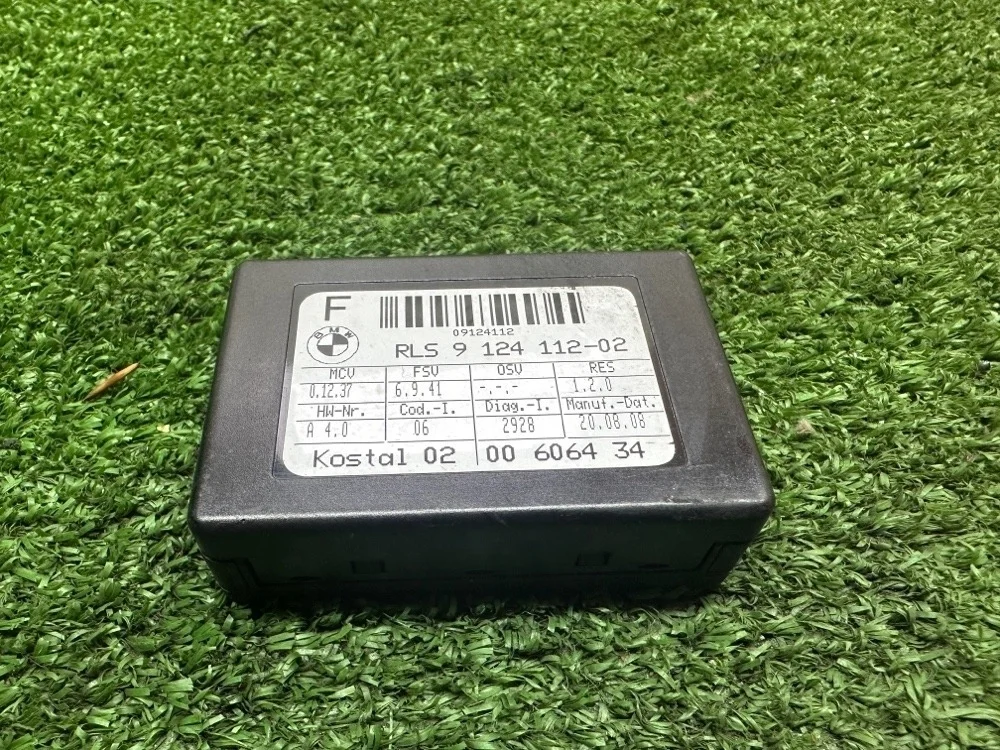 F
09124112
BMW
RLS 9 124 112-02
MCV FSV OSV RES
0.12.37 6.9.41 -.-.- 1.2.0
HW-Nr. Cod.-I. Diag.-I. Manuf.-Dat.
A 4.0 06 2928 20.08.08
Kostal 02 00 6064 34